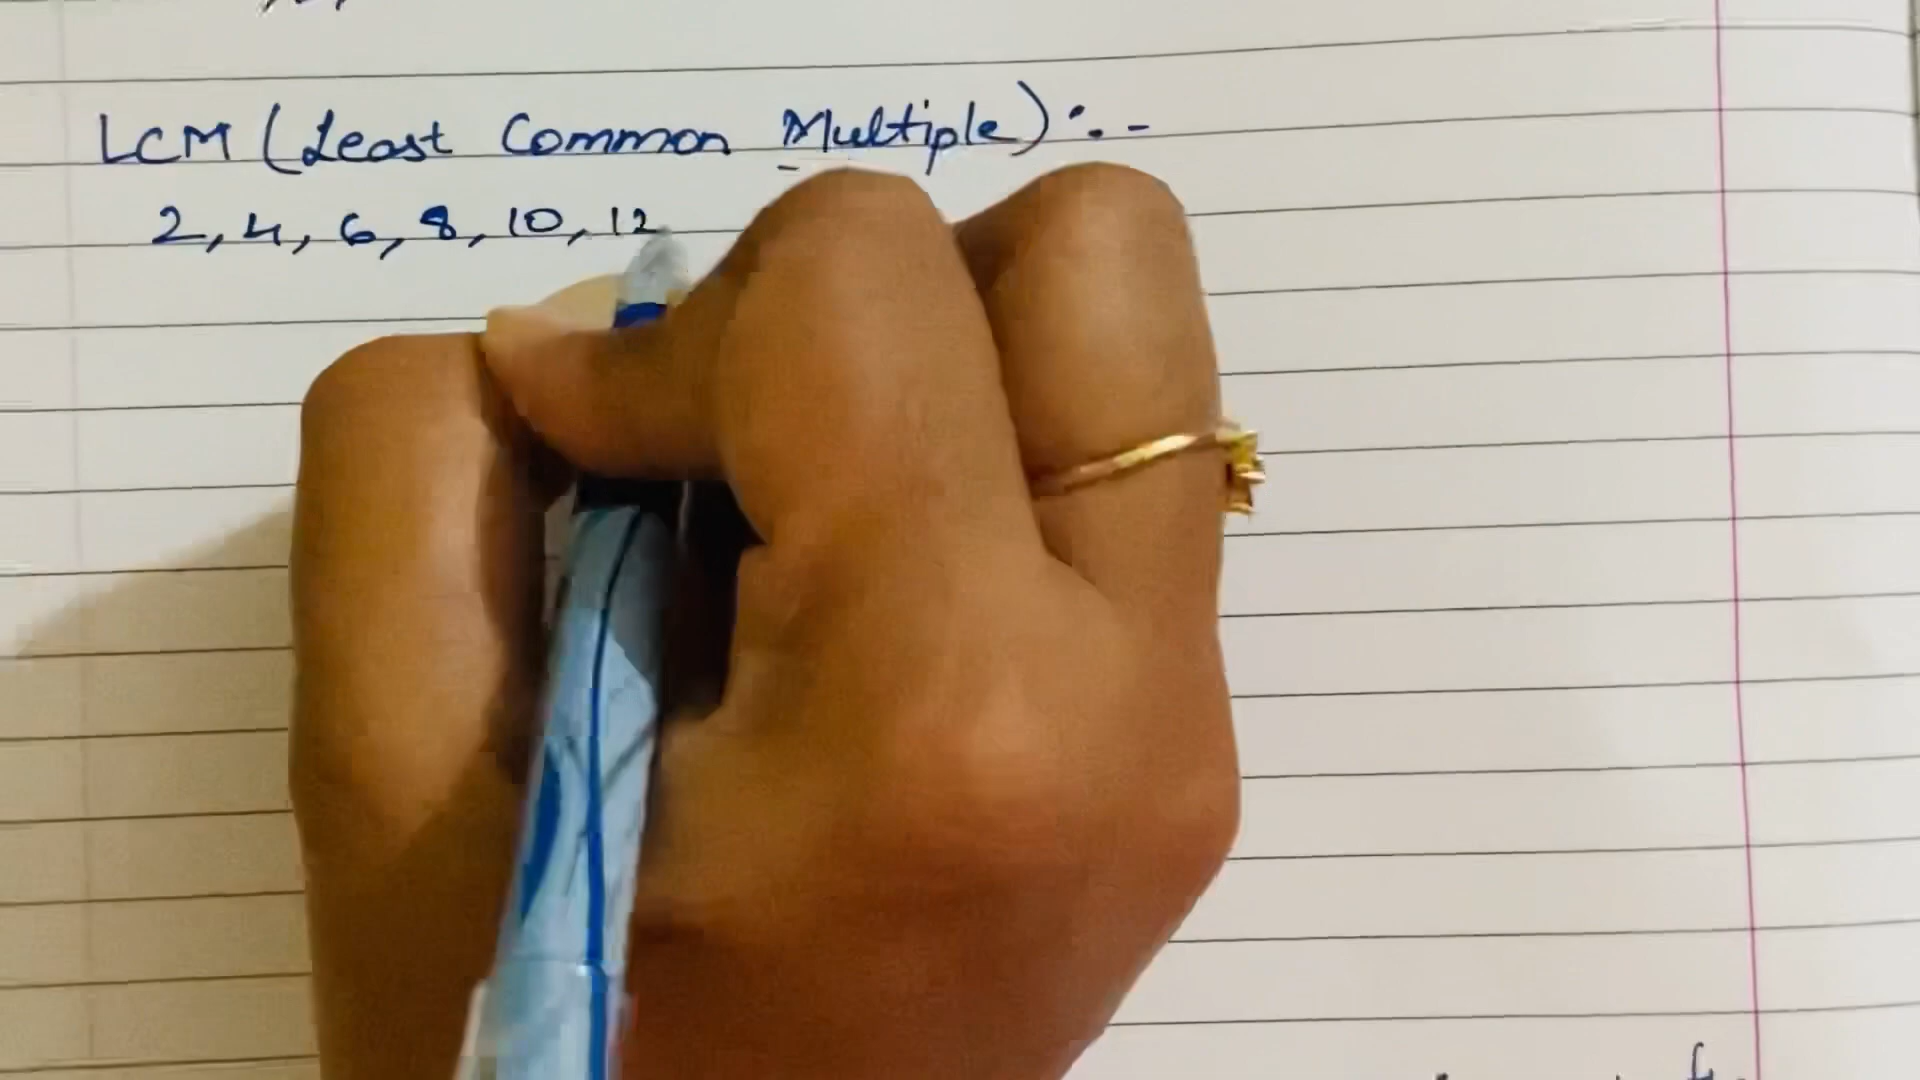 LCM (Least Common Multiple) :-
2, 4, 6, 8, 10, 12